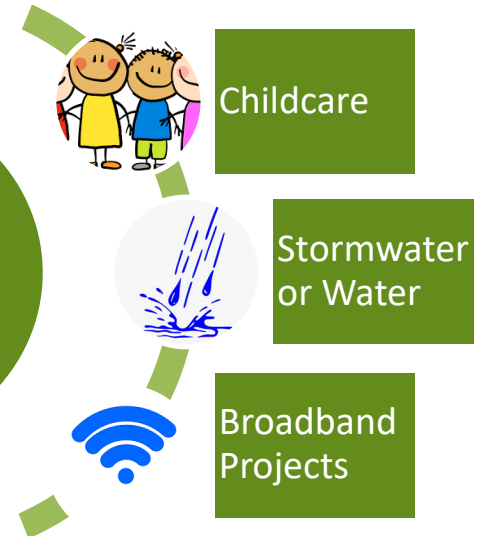 Childcare
Stormwater
or Water
Broadband
Projects